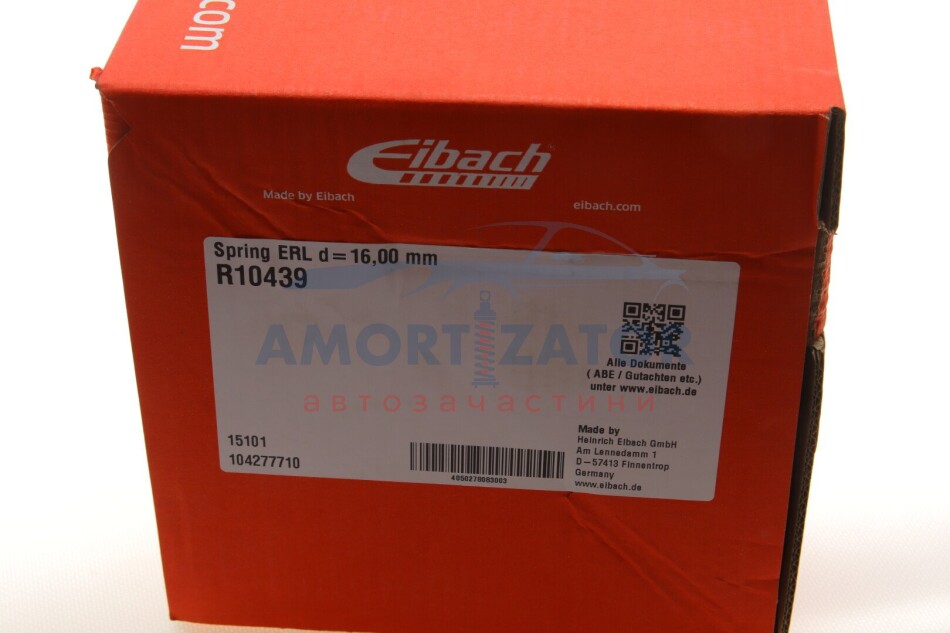 .com
Eibach
Made by Eibach
eibach.com
Spring ERL d=16,00 mm
R10439
AMORTIZATOR
автозачастини
Alle Dokumente
( ABE / Gutachten etc.)
unter www.eibach.de
15101
104277710
4050278083003
Made by
Heinrich Eibach GmbH
Am Lennedamm 1
D–57413 Finnentrop
Germany
www.eibach.de